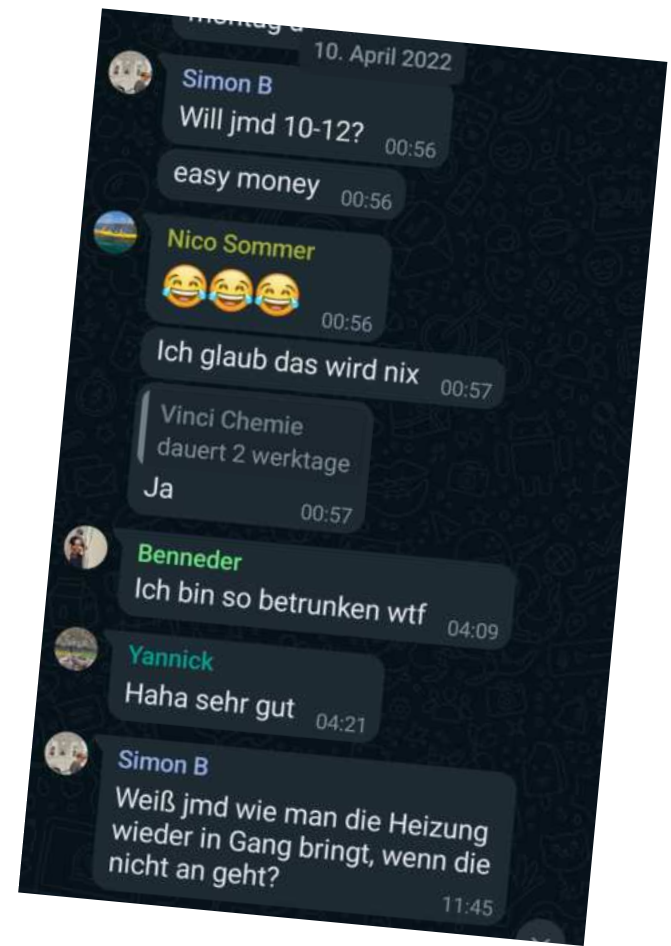 montag d
10. April 2022
Simon B
Will jmd 10-12?
00:56
easy money
00:56
Nico Sommer
😂😂😂
00:56
Ich glaub das wird nix
00:57
Vinci Chemie
dauert 2 werktage
Ja
00:57
Benneder
Ich bin so betrunken wtf
04:09
Yannick
Haha sehr gut
04:21
Simon B
Weiß jmd wie man die Heizung
wieder in Gang bringt, wenn die
nicht an geht?
11:45